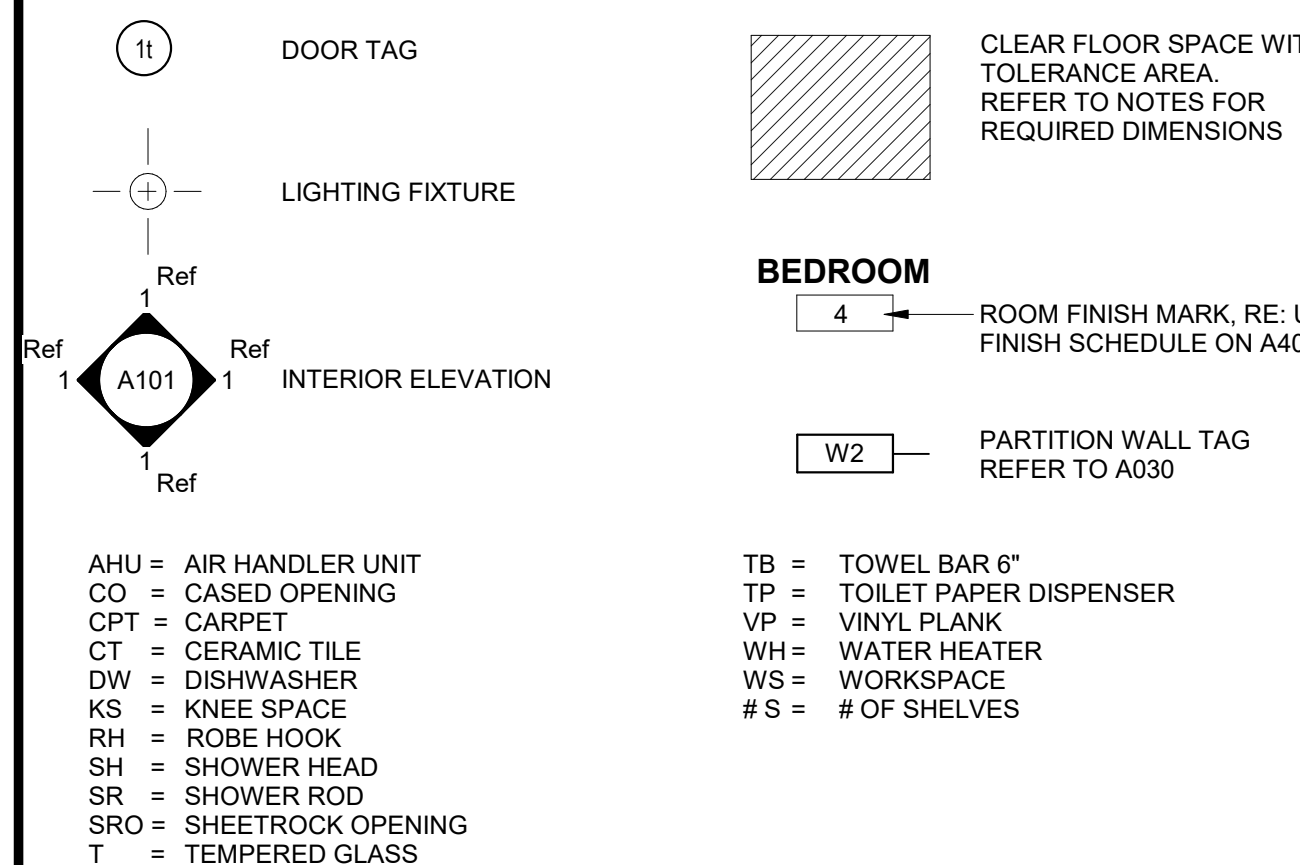 1t
DOOR TAG
LIGHTING FIXTURE
Ref
1
Ref
1
A101
Ref
1
INTERIOR ELEVATION
1
Ref
AHU = AIR HANDLER UNIT
CO = CASED OPENING
CPT = CARPET
CT = CERAMIC TILE
DW = DISHWASHER
KS = KNEE SPACE
RH = ROBE HOOK
SH = SHOWER HEAD
SR = SHOWER ROD
SRO = SHEETROCK OPENING
T = TEMPERED GLASS
CLEAR FLOOR SPACE
TOLERANCE AREA.
REFER TO NOTES FOR
REQUIRED DIMENSIONS
BEDROOM
4
ROOM FINISH MARK, RE:
FINISH SCHEDULE ON
W2
PARTITION WALL TAG
REFER TO A030
TB = TOWEL BAR 6"
TP = TOILET PAPER DISPENSER
VP = VINYL PLANK
WH = WATER HEATER
WS = WORKSPACE
# S = # OF SHELVES